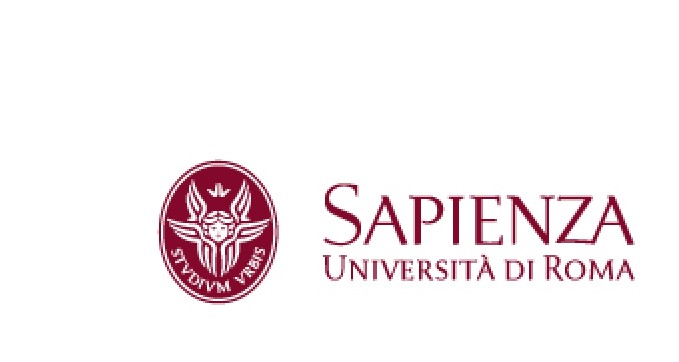 STVDIVM VRBIS
SAPIENZA
UNIVERSITÀ DI ROMA